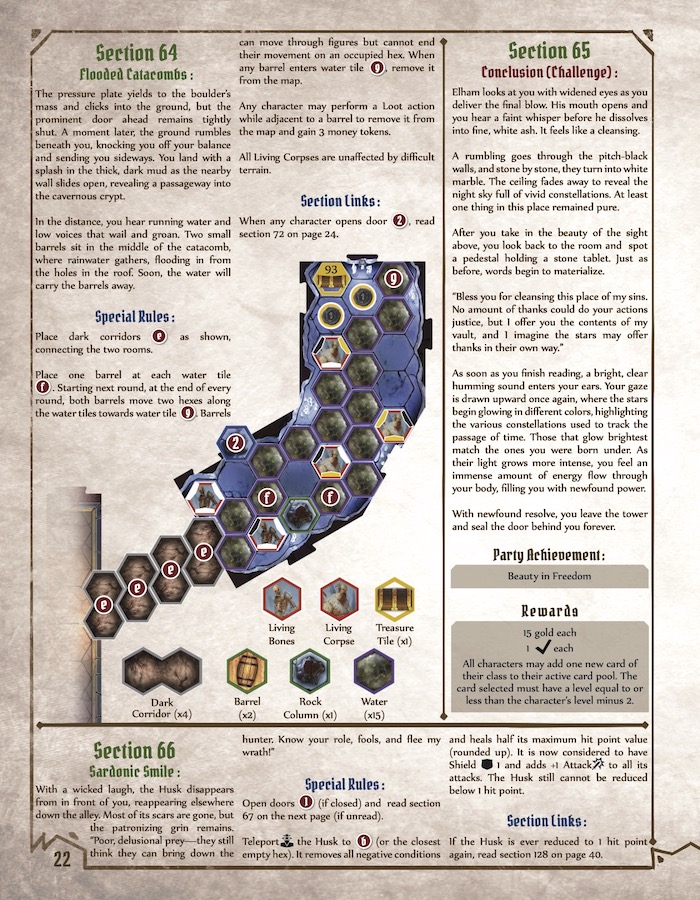 Section 64
Flooded Catacombs:
The pressure plate yields to the boulder's
mass and clicks into the ground, but the
prominent door ahead remains tightly
shut. A moment later, the ground rumbles
beneath you, knocking you off your balance
and sending you sideways. You land with a
splash in the thick, dark mud as the nearby
wall slides open, revealing a passageway into
the cavernous crypt.
In the distance, you hear running water and
low voices that wail and groan. Two small
barrels sit in the middle of the catacomb,
where rainwater gathers, flooding in from
the holes in the roof. Soon, the water will
carry the barrels away.
Special Rules:
Place dark corridors e as shown,
connecting the two rooms.
Place one barrel at each water tile
f. Starting next round, at the end of every
round, both barrels move two hexes along
the water tiles towards water tile g. Barrels
can move through figures but cannot end
their movement on an occupied hex. When
any barrel enters water tile g, remove it
from the map.
Any character may perform a Loot action
while adjacent to a barrel to remove it from
the map and gain 3 money tokens.
All Living Corpses are unaffected by difficult
terrain.
Section Links:
When any character opens door 2, read
section 72 on page 24.
93
g
1
1
2
f
f
e
e
e
e
Living
Bones
Living
Corpse
Treasure
Tile (x1)
Dark
Corridor (x4)
Barrel
(x2)
Rock
Column (x1)
Water
(x15)
Section 65
Conclusion (Challenge):
Elham looks at you with widened eyes as you
deliver the final blow. His mouth opens and
you hear a faint whisper before he dissolves
into fine, white ash. It feels like a cleansing.
A rumbling goes through the pitch-black
walls, and stone by stone, they turn into white
marble. The ceiling fades away to reveal the
night sky full of vivid constellations. At least
one thing in this place remained pure.
After you take in the beauty of the sight
above, you look back to the room and spot
a pedestal holding a stone tablet. Just as
before, words begin to materialize.
"Bless you for cleansing this place of my sins.
No amount of thanks could do your actions
justice, but I offer you the contents of my
vault, and I imagine the stars may offer
thanks in their own way."
As soon as you finish reading, a bright, clear
humming sound enters your ears. Your gaze
is drawn upward once again, where the stars
begin glowing in different colors, highlighting
the various constellations used to track the
passage of time. Those that glow brightest
match the ones you were born under. As
their light grows more intense, you feel an
immense amount of energy flow through
your body, filling you with newfound power.
With newfound resolve, you leave the tower
and seal the door behind you forever.
Party Achievement:
Beauty in Freedom
Rewards
15 gold each
1 ✓ each
All characters may add one new card of
their class to their active card pool. The
card selected must have a level equal to or
less than the character's level minus 2.
Section 66
Sardonic Smile:
With a wicked laugh, the Husk disappears
from in front of you, reappearing elsewhere
down the alley. Most of its scars are gone, but
the patronizing grin remains.
"Poor, delusional prey—they still
think they can bring down the
hunter. Know your role, fools, and flee my
wrath!"
Special Rules:
Open doors 1 (if closed) and read section
67 on the next page (if unread).
Teleport the Husk to 6 (or the closest
empty hex). It removes all negative conditions
and heals half its maximum hit point value
(rounded up). It is now considered to have
Shield 1 and adds +1 Attack to all its
attacks. The Husk still cannot be reduced
below 1 hit point.
Section Links:
If the Husk is ever reduced to 1 hit point
again, read section 128 on page 40.
22